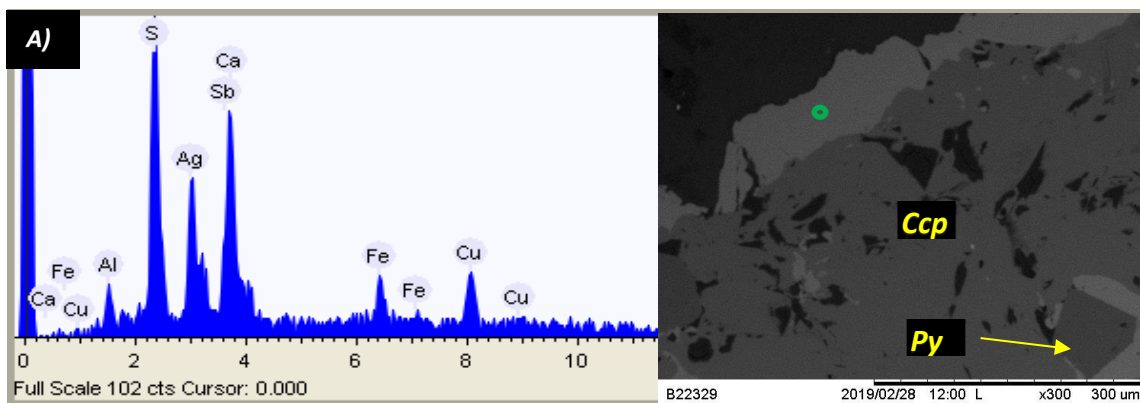 A)
S
Ca
Sb
Ag
Fe
Al
Ca
Cu
Fe
Fe
Cu
Cu
0 2 4 6 8 10
Full Scale 102 cts Cursor: 0.000
Ccp
Py
B22329 2019/02/28 12:00 L x300 300 um